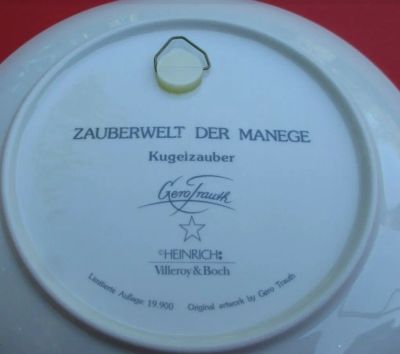 ZAUBERWELT DER MANEGE
Kugelzauber
Gero Trauth
©HEINRICH
Villeroy & Boch
Limitierte Auflage 19.900 Original artwork by Gero Trauth